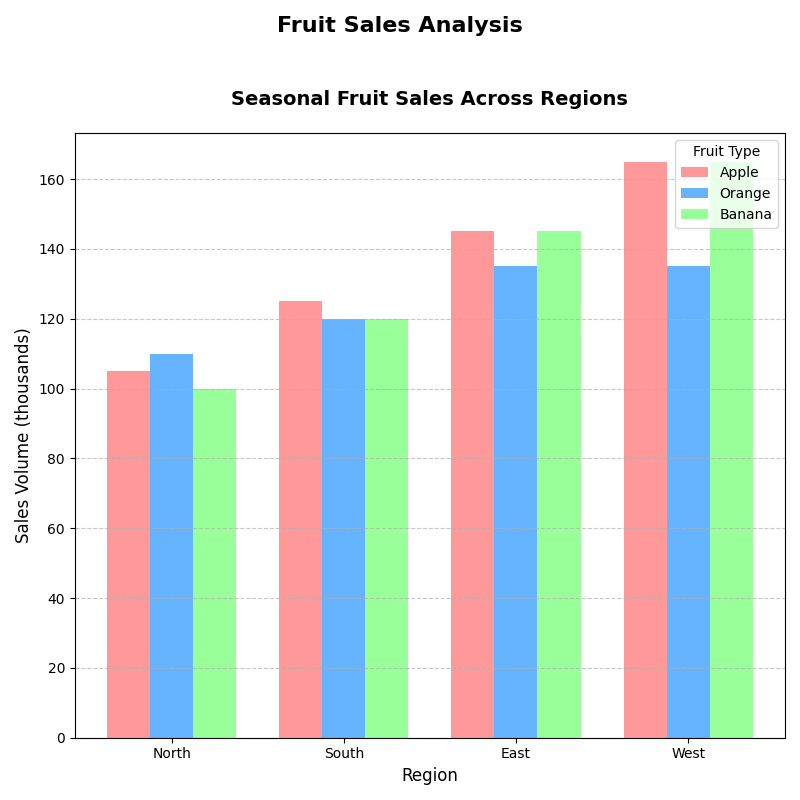 Fruit Sales Analysis
Seasonal Fruit Sales Across Regions
Fruit Type
Apple
Orange
Banana
Sales Volume (thousands)
160
140
120
100
80
60
40
20
0
North South East West
Region